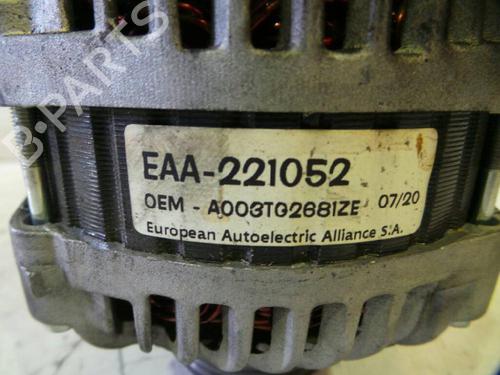 B-PARTS
EAA-221052
OEM - A003TG2681ZE 07/20
European Autoelectric Alliance S.A.